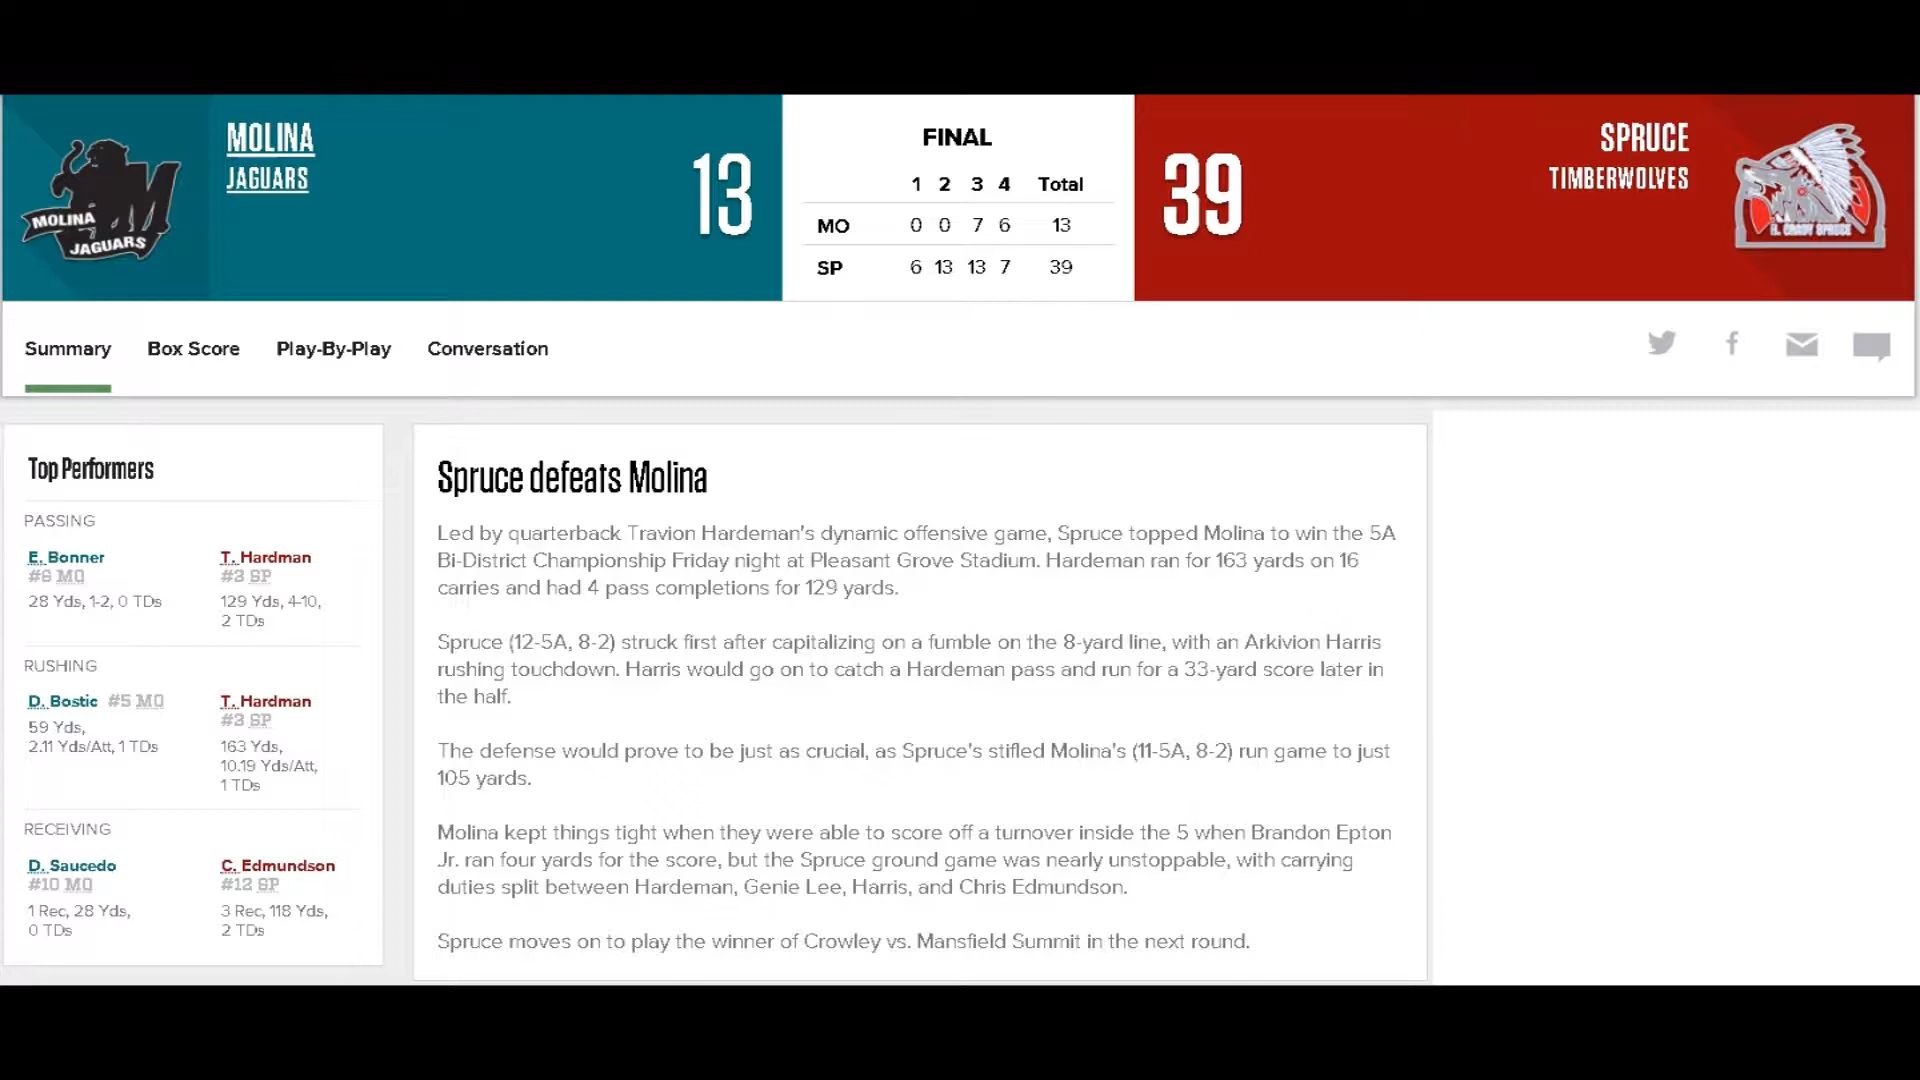 MOLINA
JAGUARS
MOLINA
JAGUARS
13
FINAL
1 2 3 4 Total
MO 0 0 7 6 13
SP 6 13 13 7 39
39
SPRUCE
TIMBERWOLVES
SPRUCE
Summary Box Score Play-By-Play Conversation
Top Performers
PASSING
E. Bonner
#6 MO
28 Yds, 1-2, 0 TDs
T. Hardman
#3 SP
129 Yds, 4-10,
2 TDs
RUSHING
D. Bostic #5 MO
59 Yds,
2.11 Yds/Att, 1 TDs
T. Hardman
#3 SP
163 Yds,
10.19 Yds/Att,
1 TDs
RECEIVING
D. Saucedo
#10 MO
1 Rec, 28 Yds,
0 TDs
C. Edmundson
#12 SP
3 Rec, 118 Yds,
2 TDs
Spruce defeats Molina
Led by quarterback Travion Hardeman's dynamic offensive game, Spruce topped Molina to win the 5A
Bi-District Championship Friday night at Pleasant Grove Stadium. Hardeman ran for 163 yards on 16
carries and had 4 pass completions for 129 yards.
Spruce (12-5A, 8-2) struck first after capitalizing on a fumble on the 8-yard line, with an Arkivion Harris
rushing touchdown. Harris would go on to catch a Hardeman pass and run for a 33-yard score later in
the half.
The defense would prove to be just as crucial, as Spruce's stifled Molina's (11-5A, 8-2) run game to just
105 yards.
Molina kept things tight when they were able to score off a turnover inside the 5 when Brandon Epton
Jr. ran four yards for the score, but the Spruce ground game was nearly unstoppable, with carrying
duties split between Hardeman, Genie Lee, Harris, and Chris Edmundson.
Spruce moves on to play the winner of Crowley vs. Mansfield Summit in the next round.